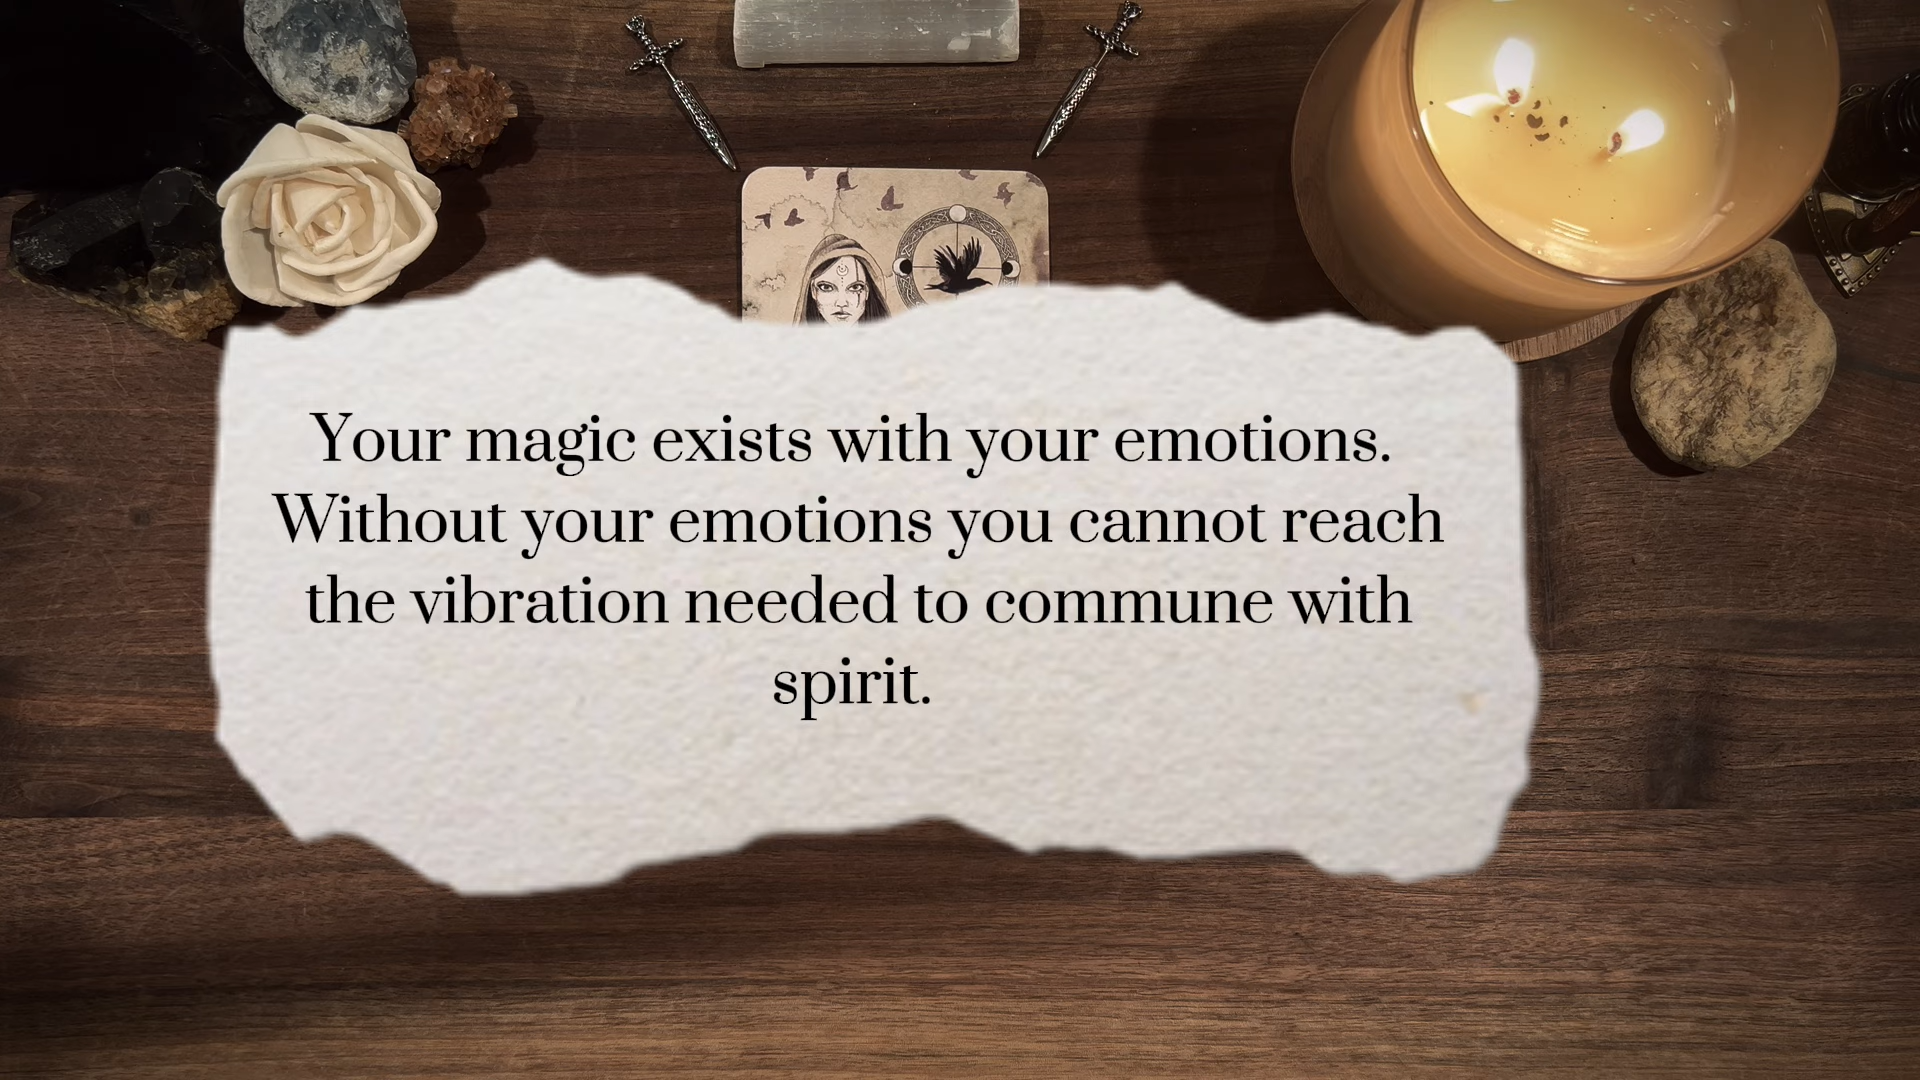 Your magic exists with your emotions.
Without your emotions you cannot reach
the vibration needed to commune with
spirit.